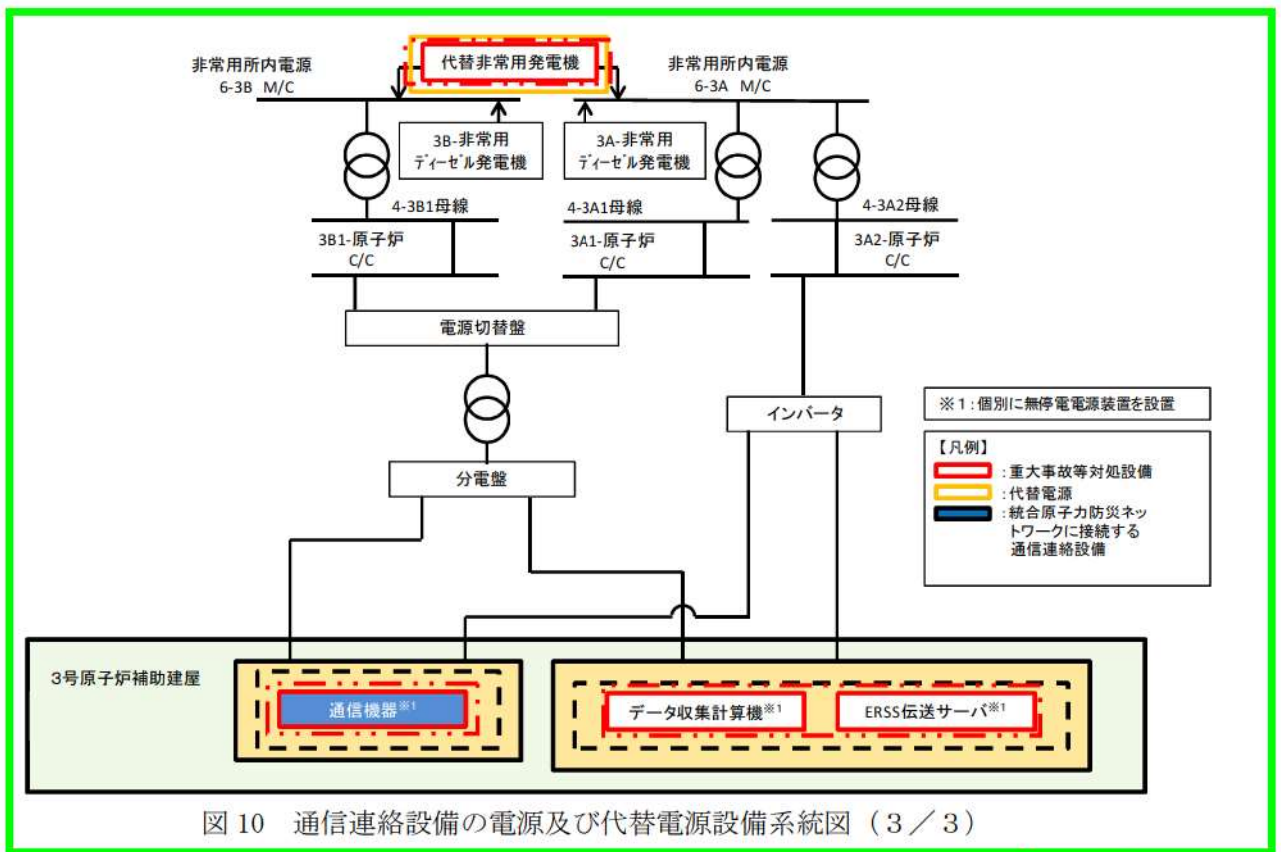 代替非常用発電機
非常用所内電源
6-3B M/C
非常用所内電源
6-3A M/C
3B-非常用
ディーゼル発電機
3A-非常用
ディーゼル発電機
4-3B1母線
4-3A1母線
4-3A2母線
3B1-原子炉
C/C
3A1-原子炉
C/C
3A2-原子炉
C/C
電源切替盤
インバータ
分電盤
※1:個別に無停電電源装置を設置
【凡例】
:重大事故等対処設備
:代替電源
:統合原子力防災ネッ
トワークに接続する
通信連絡設備
3号原子炉補助建屋
通信機器※1
データ収集計算機※1
ERSS伝送サーバ※1
図10 通信連絡設備の電源及び代替電源設備系統図(3/3)